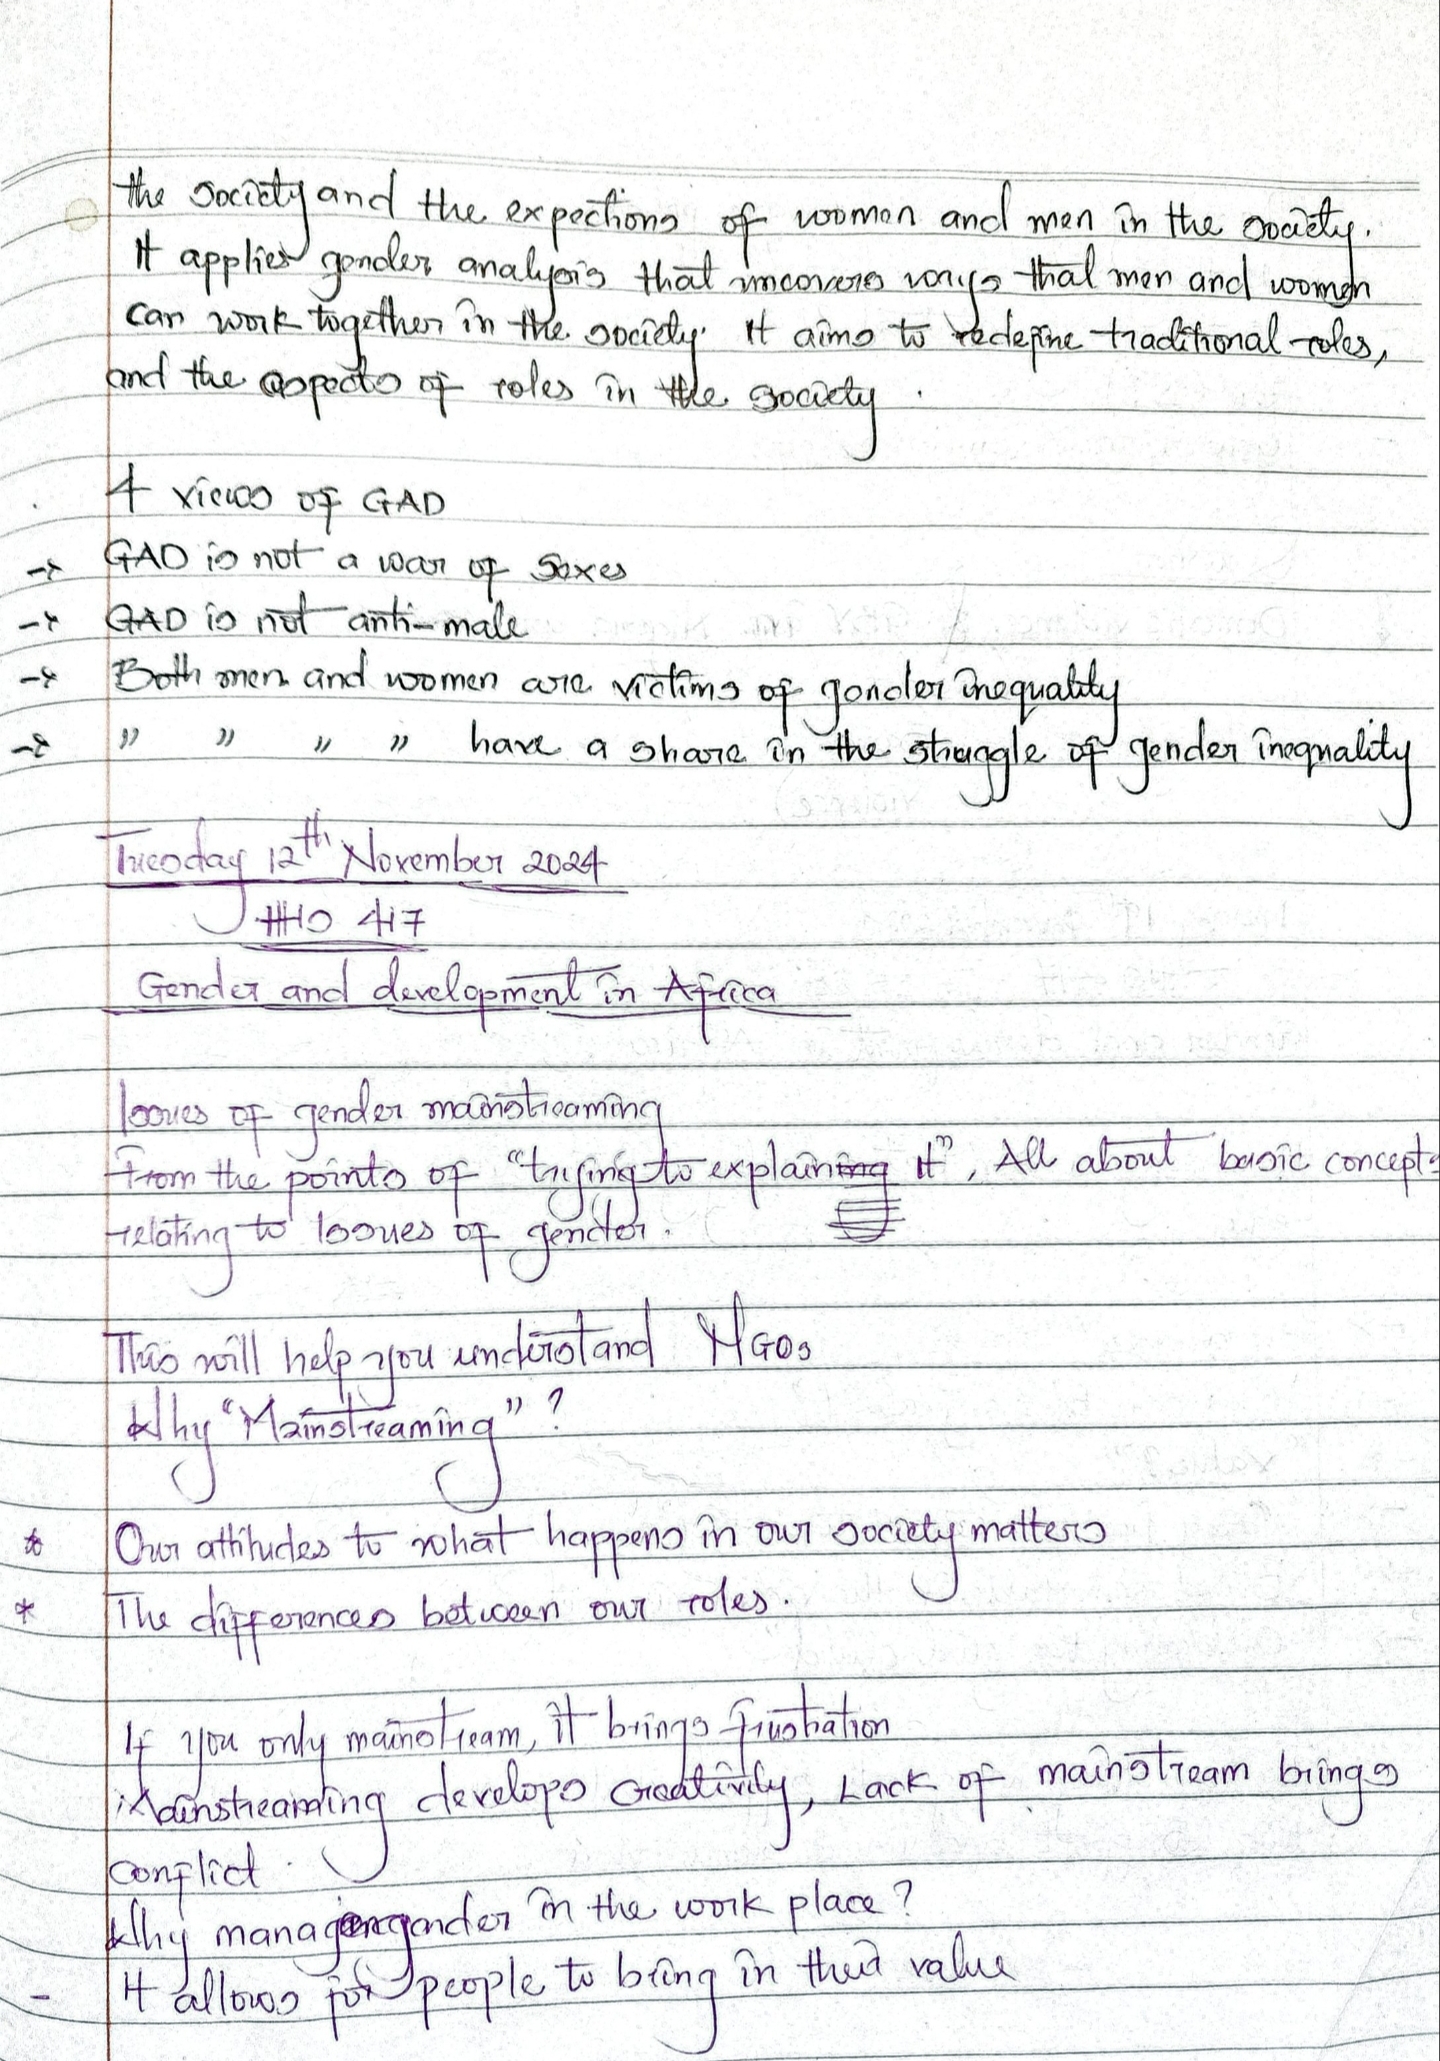 the society and the expections of women and men in the society.
It applies gender analysis that uncovers ways that men and women
can work together in the society. It aims to redefine traditional roles,
and the aspects of roles in the society.
4 views of GAD
→ GAD is not a war of sexes
→ GAD is not anti-male
→ Both men and women are victims of gender inequality
→ " " " " have a share in the struggle of gender inequality
Tuesday 12th November 2024
HIS 417
Gender and development in Africa
Issues of gender mainstreaming
From the points of "trying to explain it", All about basic concepts
relating to issues of gender.
This will help you understand NGOs
Why "Mainstreaming"?
* Our attitudes to what happens in our society matters
* The differences between our roles.
If you only mainstream, it brings frustration
Mainstreaming develops creativity, Lack of mainstream brings
conflict.
Why manage gender in the work place?
- It allows for people to bring in their value